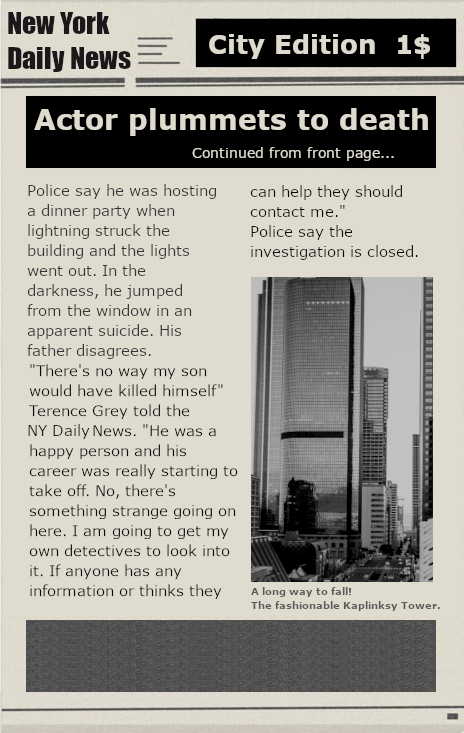 New York
Daily News
City Edition 1$
Actor plummets to death
Continued from front page...
Police say he was hosting
a dinner party when
lightning struck the
building and the lights
went out. In the
darkness, he jumped
from the window in an
apparent suicide. His
father disagrees.
"There's no way my son
would have killed himself"
Terence Grey told the
NY Daily News. "He was a
happy person and his
career was really starting to
take off. No, there's
something strange going on
here. I am going to get my
own detectives to look into
it. If anyone has any
information or thinks they
can help they should
contact me."
Police say the
investigation is closed.
A long way to fall!
The fashionable Kaplinksy Tower.